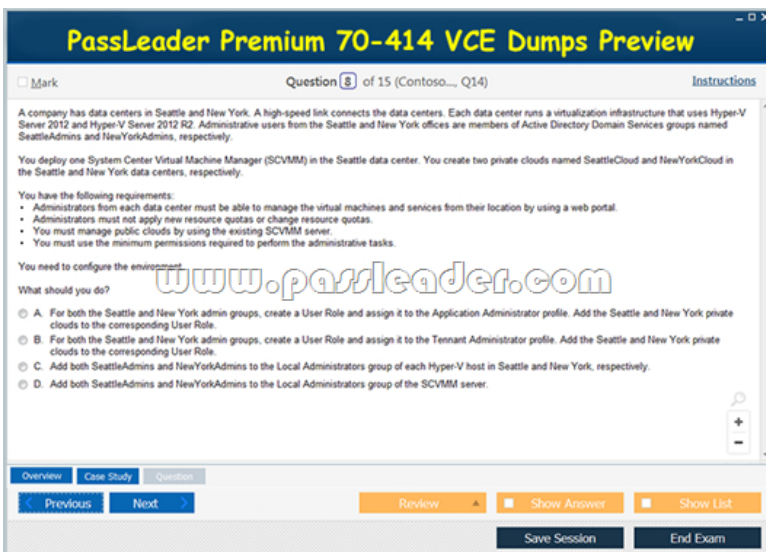 PassLeader Premium 70-414 VCE Dumps Preview
Mark
Question 8 of 15 (Contoso..., Q14)
Instructions
A company has data centers in Seattle and New York. A high-speed link connects the data centers. Each data center runs a virtualization infrastructure that uses Hyper-V
Server 2012 and Hyper-V Server 2012 R2. Administrative users from the Seattle and New York offices are members of Active Directory Domain Services groups named
SeattleAdmins and NewYorkAdmins, respectively.
You deploy one System Center Virtual Machine Manager (SCVMM) in the Seattle data center. You create two private clouds named SeattleCloud and NewYorkCloud in
the Seattle and New York data centers, respectively.
You have the following requirements:
• Administrators from each data center must be able to manage the virtual machines and services from their location by using a web portal.
• Administrators must not apply new resource quotas or change resource quotas.
• You must manage public clouds by using the existing SCVMM server.
• You must use the minimum permissions required to perform the administrative tasks.
You need to configure the environment.
www.passleader.com
What should you do?
A. For both the Seattle and New York admin groups, create a User Role and assign it to the Application Administrator profile. Add the Seattle and New York private
clouds to the corresponding User Role.
B. For both the Seattle and New York admin groups, create a User Role and assign it to the Tennant Administrator profile. Add the Seattle and New York private
clouds to the corresponding User Role.
C. Add both SeattleAdmins and NewYorkAdmins to the Local Administrators group of each Hyper-V host in Seattle and New York, respectively.
D. Add both SeattleAdmins and NewYorkAdmins to the Local Administrators group of the SCVMM server.
Overview
Case Study
Question
Previous
Next
Review
Show Answer
Show List
Save Session
End Exam